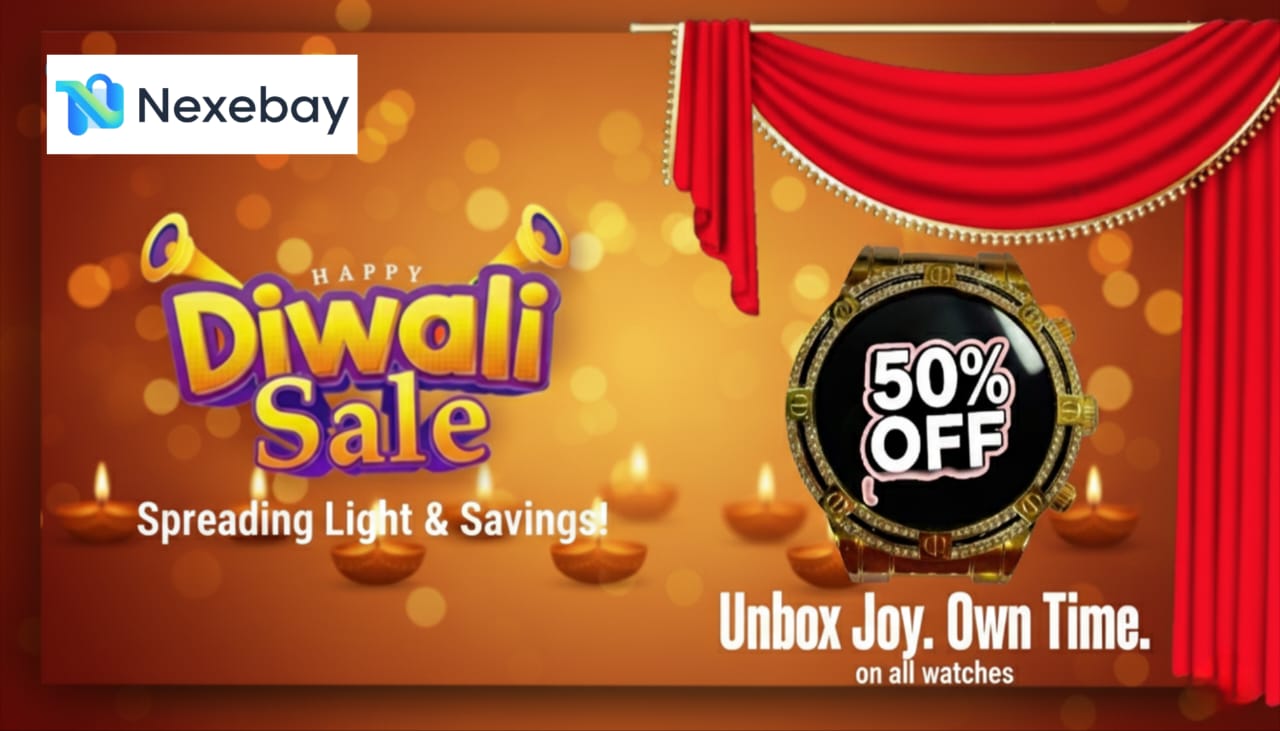 Nexebay
HAPPY
Diwali
Sale
Spreading Light & Savings!
50%
OFF
Unbox Joy. Own Time.
on all watches